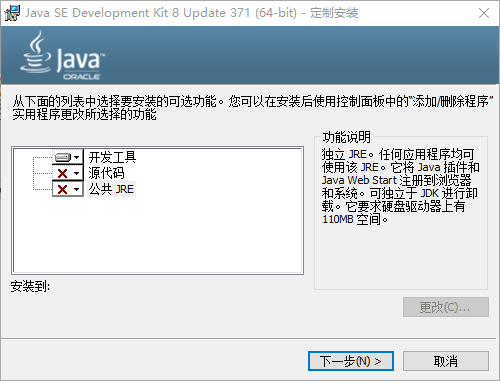 Java SE Development Kit 8 Update 371 (64-bit) - 定制安装
Java
ORACLE
从下面的列表中选择要安装的可选功能。您可以在安装后使用控制面板中的“添加/删除程序”
实用程序更改所选择的功能
开发工具
源代码
公共 JRE
功能说明
独立 JRE。任何应用程序均可
使用该 JRE。它将 Java 插件和
Java Web Start 注册到浏览器
和系统。可独立于 JDK 进行卸
载。它要求硬盘驱动器上有
110MB 空间。
安装到:
更改(C)...
下一步(N) >
取消